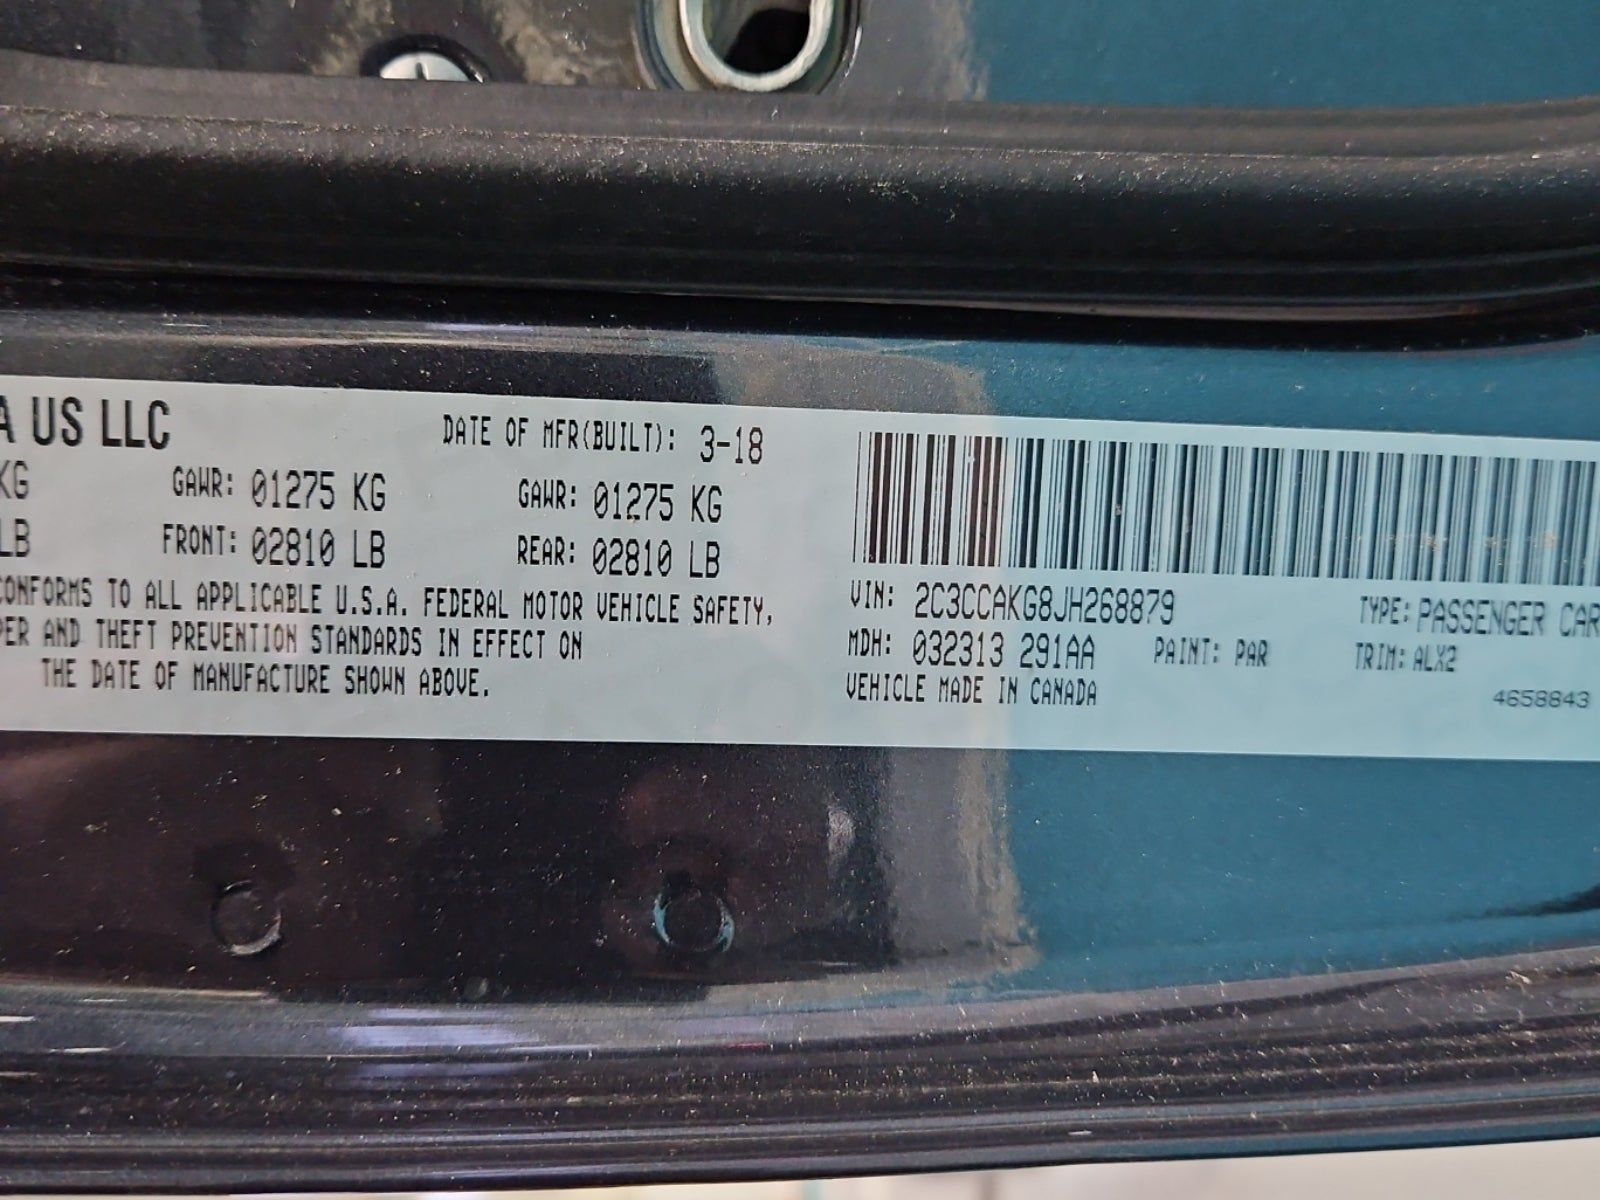 A US LLC
DATE OF MFR(BUILT): 3-18
KG GAWR: 01275 KG GAWR: 01275 KG
LB FRONT: 02810 LB REAR: 02810 LB
CONFORMS TO ALL APPLICABLE U.S.A. FEDERAL MOTOR VEHICLE SAFETY,
PER AND THEFT PREVENTION STANDARDS IN EFFECT ON
THE DATE OF MANUFACTURE SHOWN ABOVE.
VIN: 2C3CCAKG8JH268879 TYPE: PASSENGER CAR
MDH: 032313 291AA PAINT: PAR TRIM: ALX2
VEHICLE MADE IN CANADA
4658843